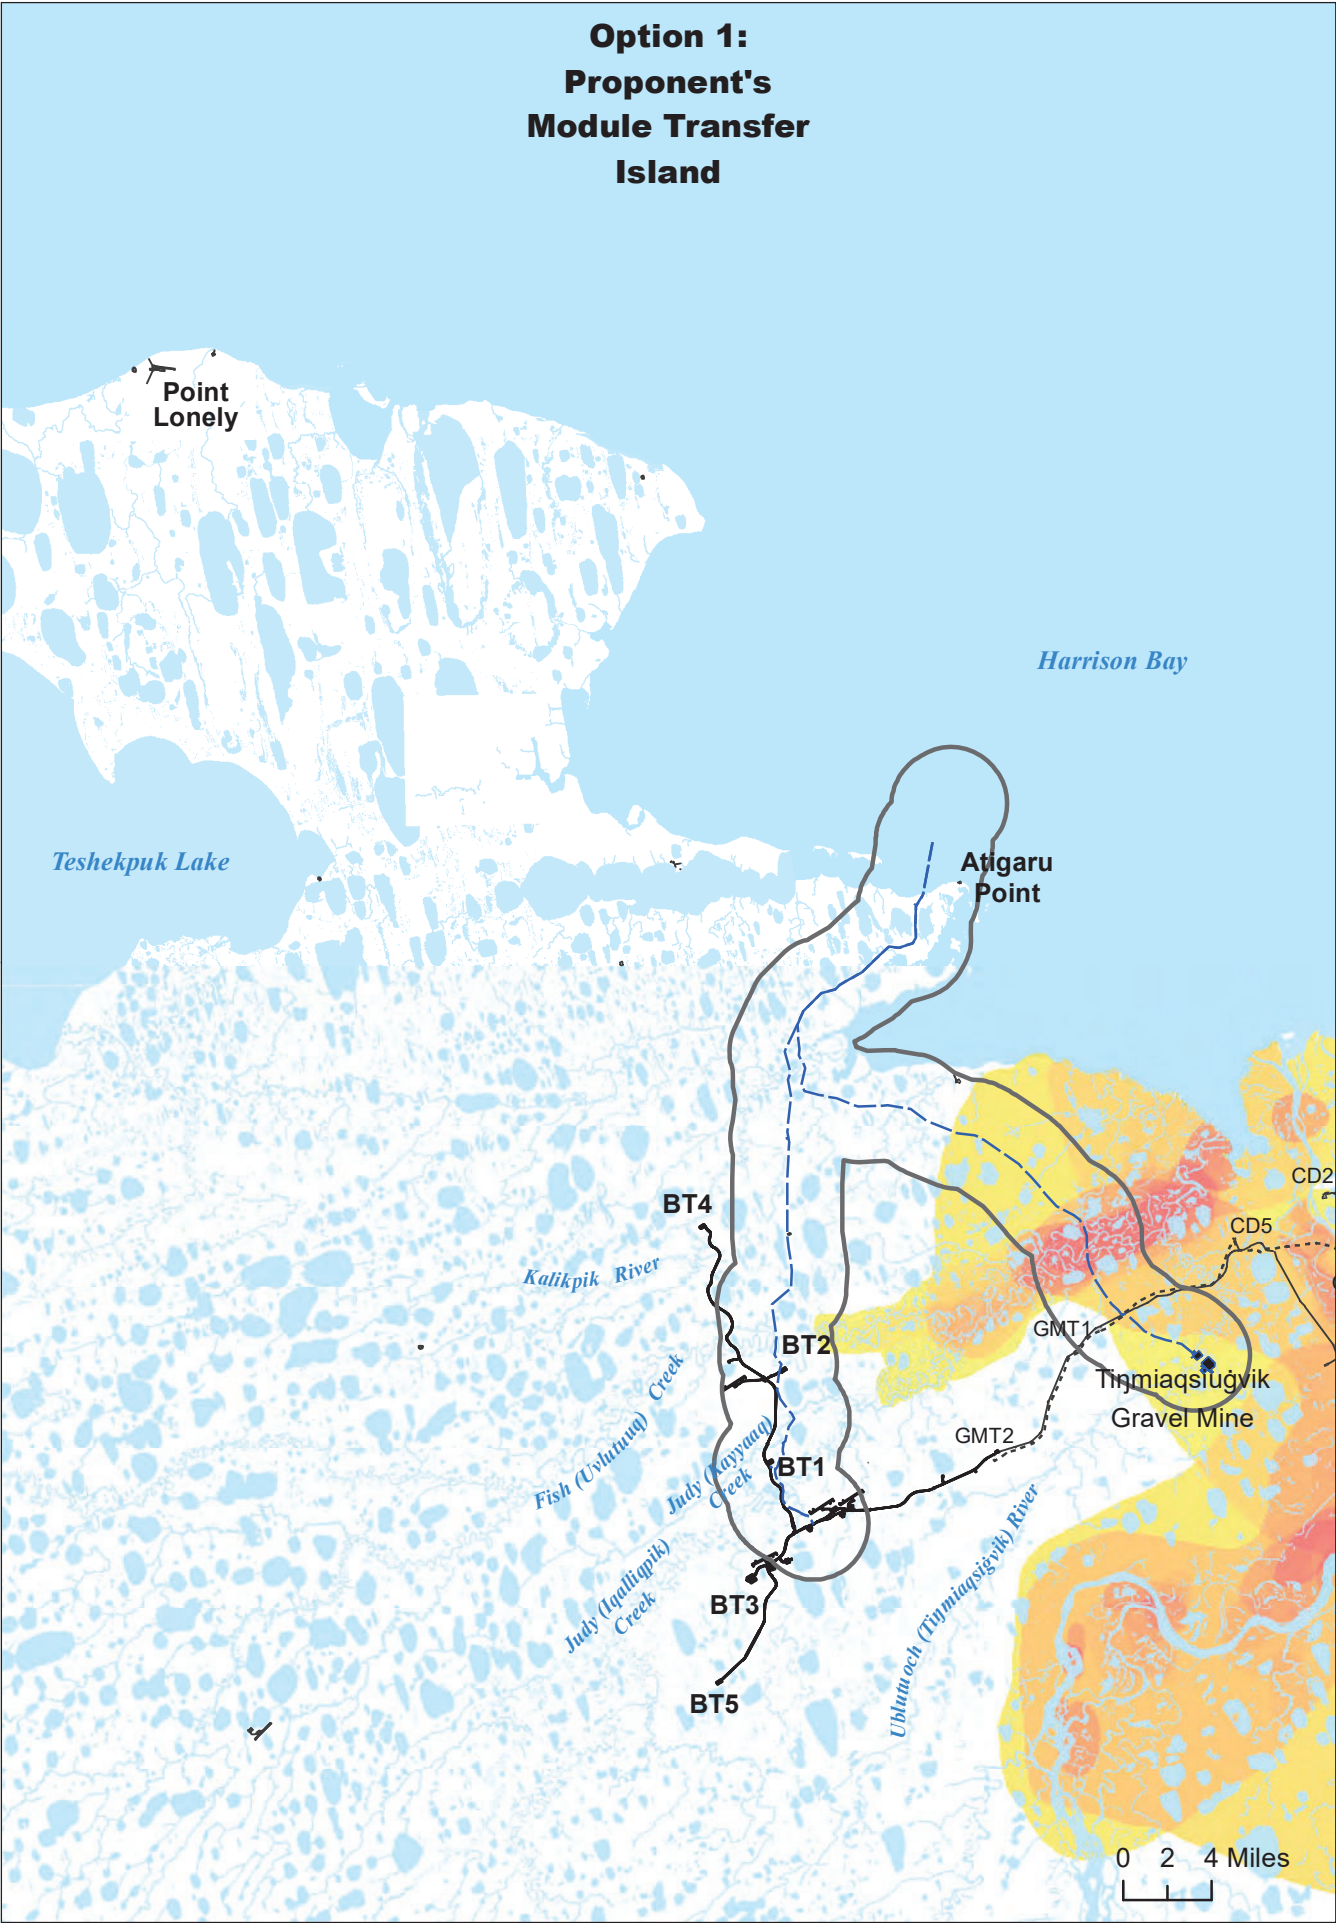 Option 1:
Proponent's
Module Transfer
Island
Point
Lonely
Harrison Bay
Teshekpuk Lake
Atigaru
Point
CD2
BT4
CD5
Kalikpik River
GMT1
BT2
Tiŋmiaqsiuġvik
Gravel Mine
Fish (Uvlutuuq) Creek
GMT2
Judy (Kayyaaq)
Creek
BT1
Judy (Iqalliqpik)
Creek
Ublutuoch (Tiŋmiaqsiġvik) River
BT3
BT5
0 2 4 Miles